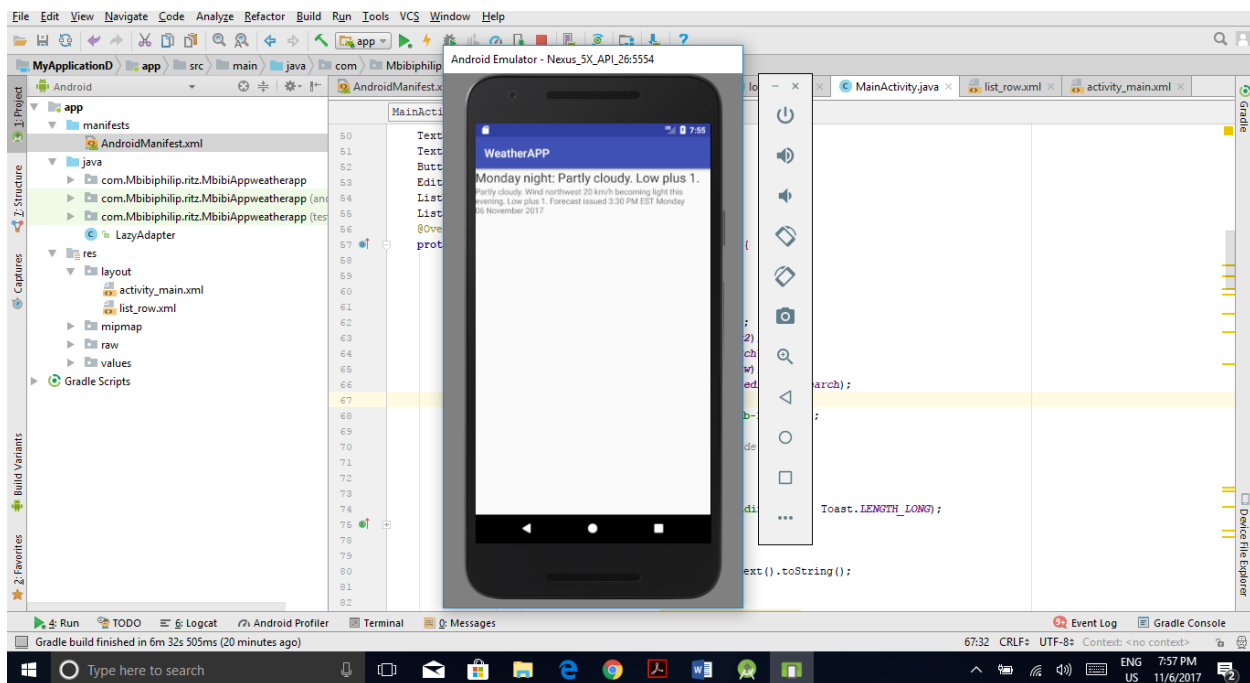 File Edit View Navigate Code Analyze Refactor Build Run Tools VCS Window Help
app
MyApplicationD app src main java com Mbibiphilip
Android
AndroidManifest.x
MainActivity.java
list_row.xml
activity_main.xml
1: Project
Z: Structure
Captures
Build Variants
2: Favorites
app
manifests
AndroidManifest.xml
java
com.Mbibiphilip.ritz.MbibiAppweatherapp
com.Mbibiphilip.ritz.MbibiAppweatherapp (and
com.Mbibiphilip.ritz.MbibiAppweatherapp (tes
LazyAdapter
res
layout
activity_main.xml
list_row.xml
mipmap
raw
values
Gradle Scripts
MainActi
50 Text
51 Text
52 Butt
53 Edit
54 List
55 List
56 @Ove
57 prot {
58
59
60
61
62 ;
63 2)
64 ch
65 w)
66 ed arch);
67
68 b- ;
69
70 de
71
72
73
74 di Toast.LENGTH_LONG);
75
78
79
80 ext().toString();
81
82
Android Emulator - Nexus_5X_API_26:5554
7:55
WeatherAPP
Monday night: Partly cloudy. Low plus 1.
Partly cloudy. Wind northwest 20 km/h becoming light this
evening. Low plus 1. Forecast issued 3:30 PM EST Monday
06 November 2017
Gradle
Device File Explorer
4: Run TODO 6: Logcat Android Profiler Terminal 0: Messages Event Log Gradle Console
Gradle build finished in 6m 32s 505ms (20 minutes ago) 67:32 CRLF UTF-8 Context: <no context>
Type here to search
ENG
US
7:57 PM
11/6/2017
2